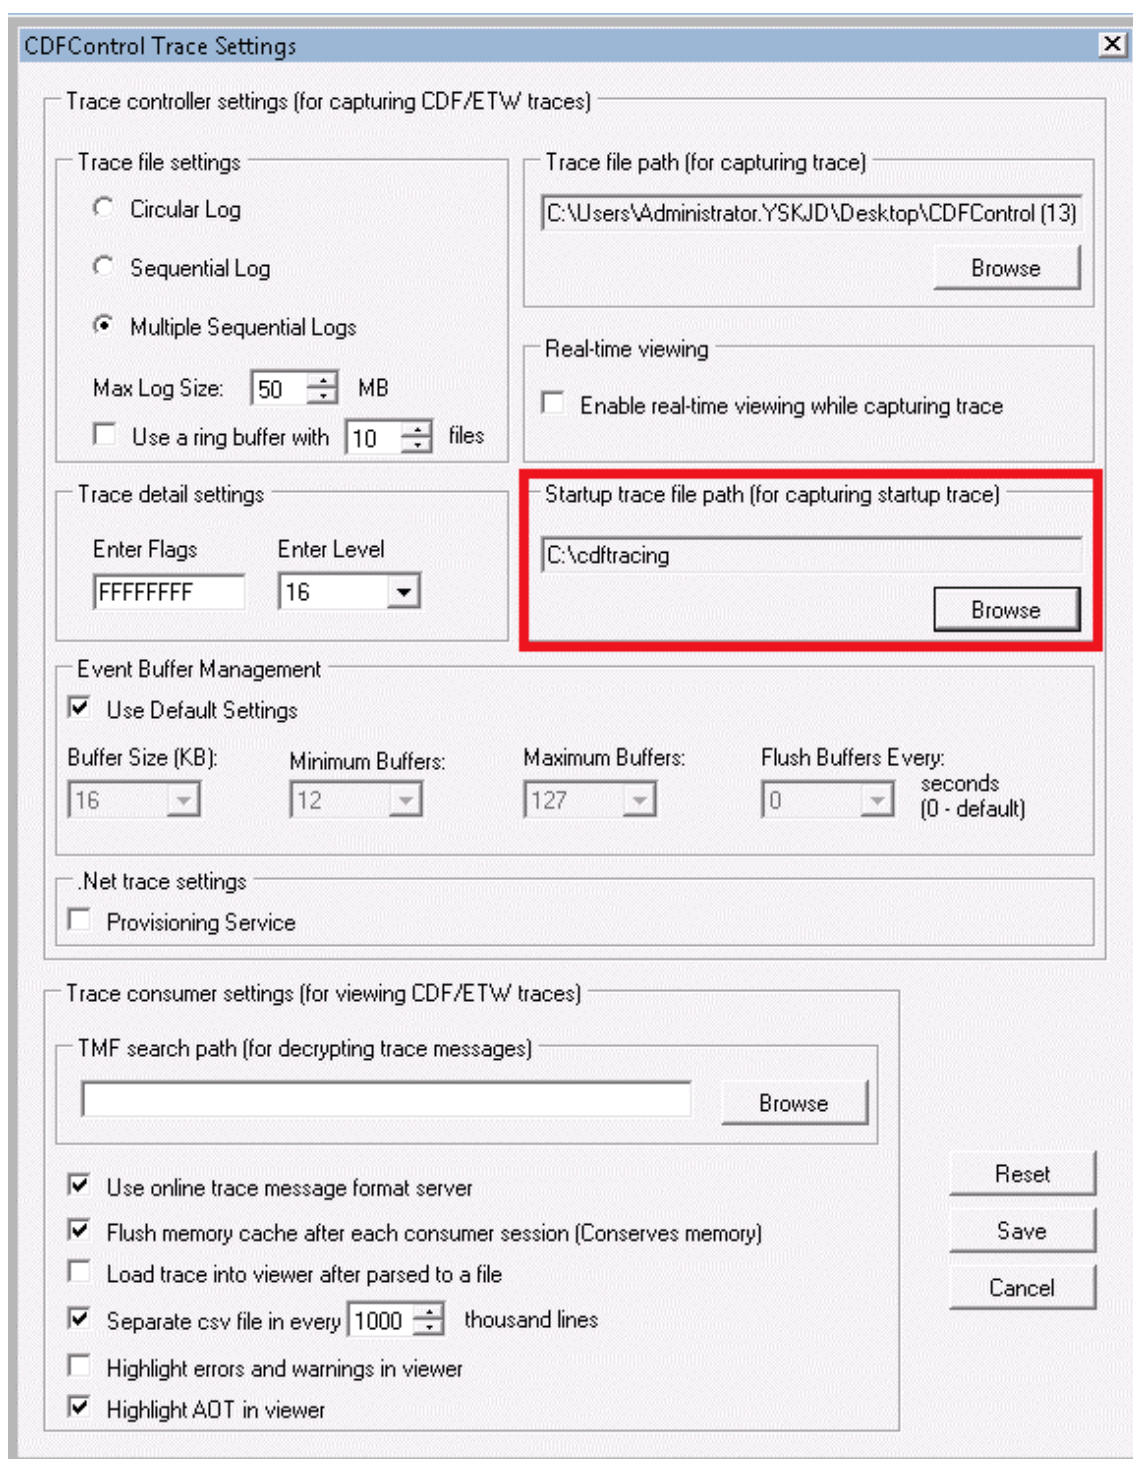 CDFControl Trace Settings
Trace controller settings (for capturing CDF/ETW traces)
Trace file settings
Circular Log
Sequential Log
Multiple Sequential Logs
Max Log Size: 50 MB
Use a ring buffer with 10 files
Trace file path (for capturing trace)
C:\Users\Administrator.YSKJD\Desktop\CDFControl (13)
Browse
Real-time viewing
Enable real-time viewing while capturing trace
Trace detail settings
Enter Flags Enter Level
FFFFFFFF 16
Startup trace file path (for capturing startup trace)
C:\cdftracing
Browse
Event Buffer Management
Use Default Settings
Buffer Size (KB): Minimum Buffers: Maximum Buffers: Flush Buffers Every:
16 12 127 0 seconds
(0 - default)
.Net trace settings
Provisioning Service
Trace consumer settings (for viewing CDF/ETW traces)
TMF search path (for decrypting trace messages)
Browse
Use online trace message format server
Flush memory cache after each consumer session (Conserves memory)
Load trace into viewer after parsed to a file
Separate csv file in every 1000 thousand lines
Highlight errors and warnings in viewer
Highlight AOT in viewer
Reset
Save
Cancel